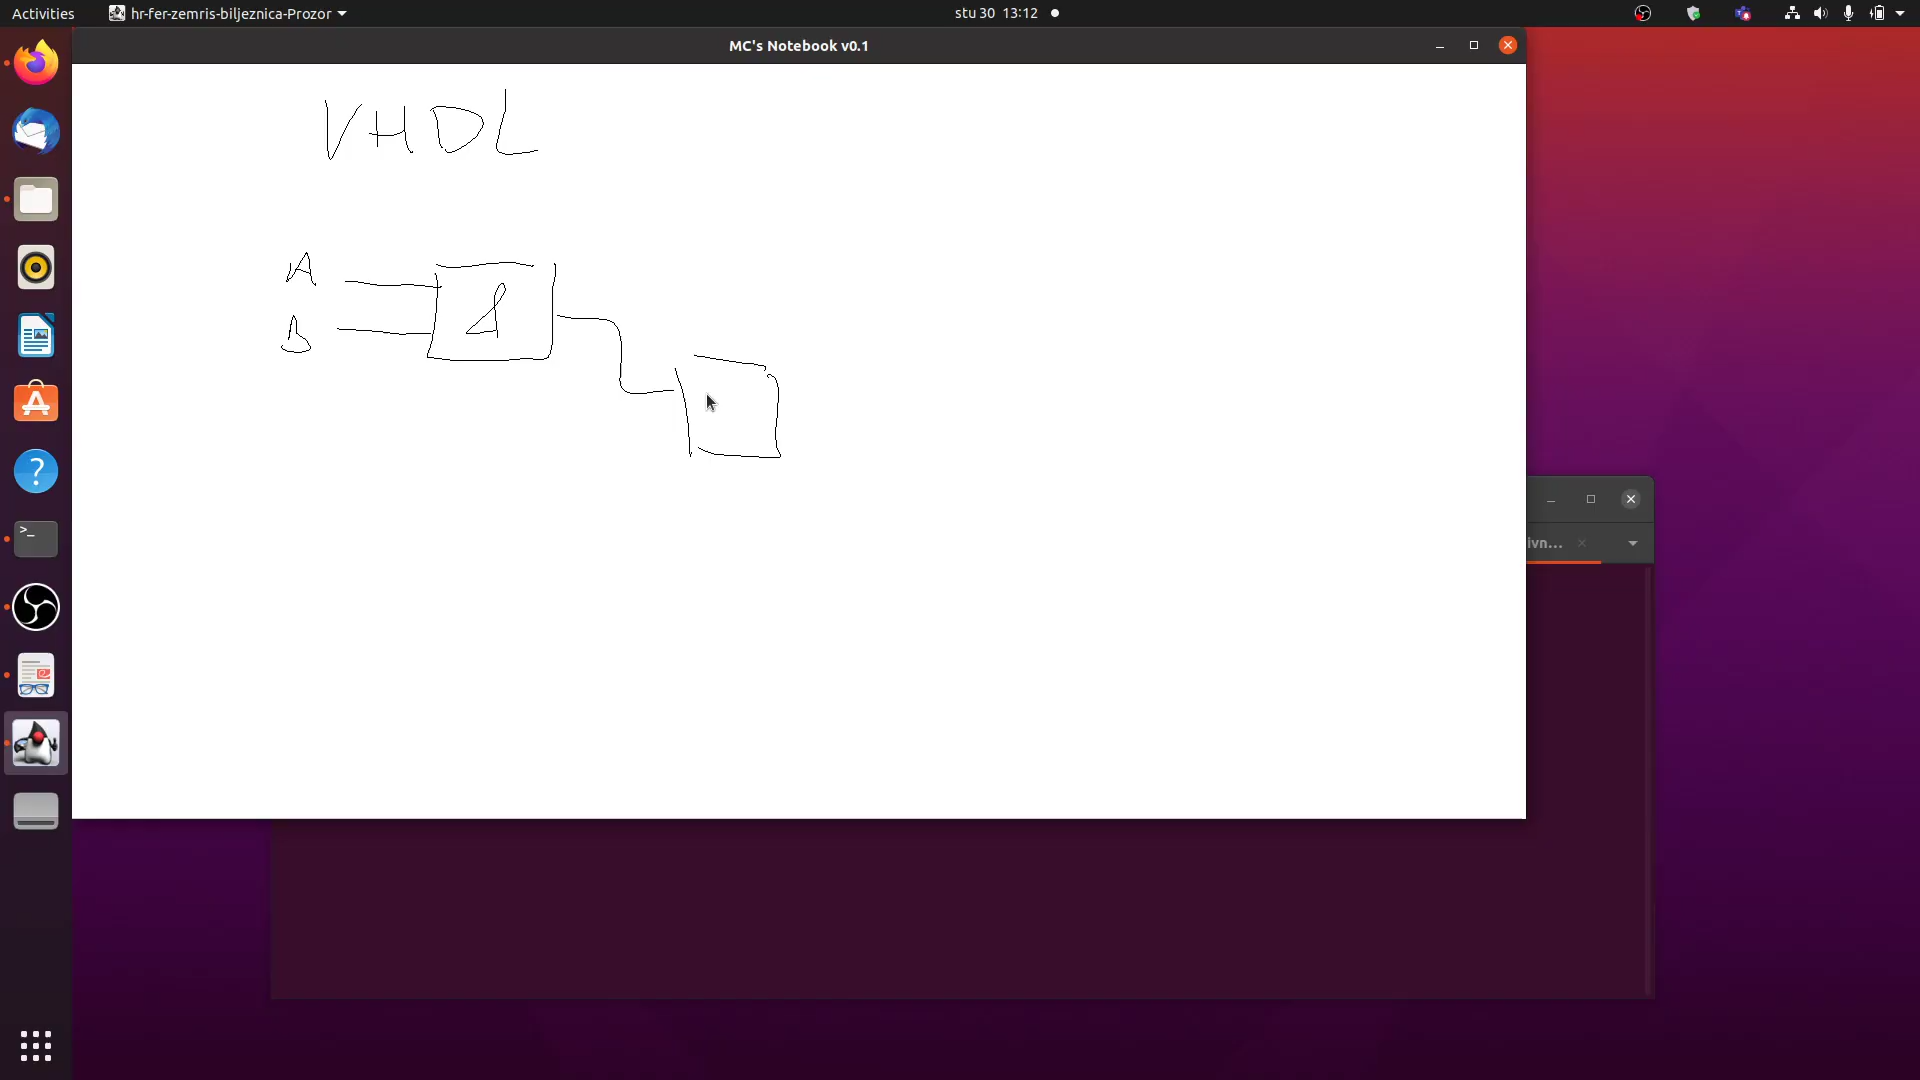 Activities hr-fer-zemris-biljeznica-Prozor stu 30 13:12
MC's Notebook v0.1
VHDL
A
B
&
ivn...